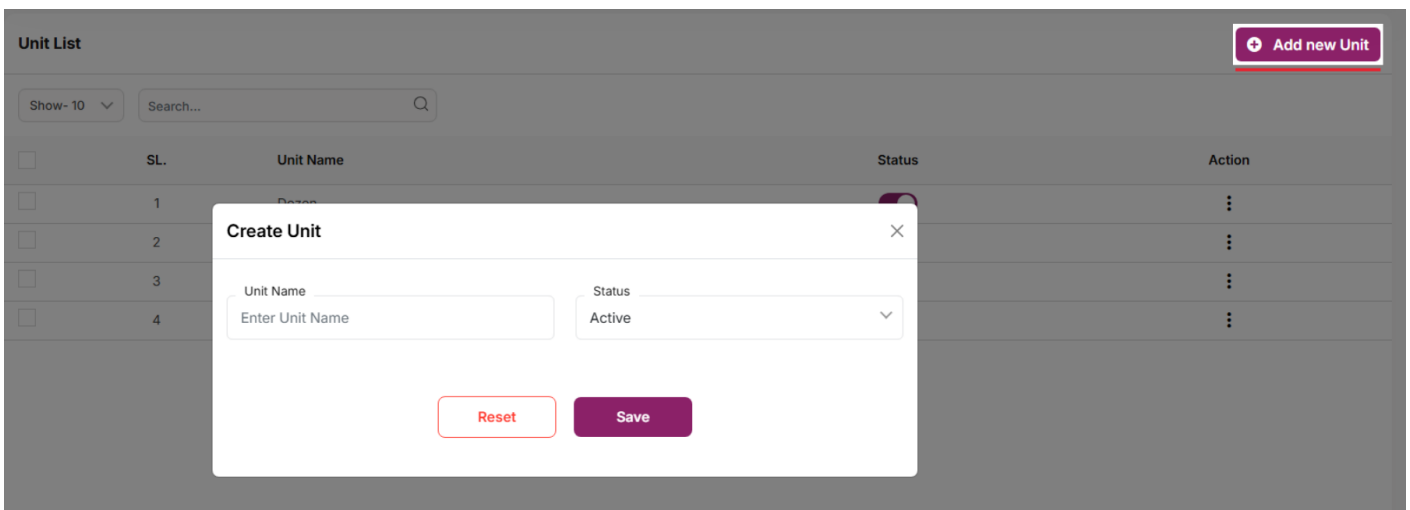 Unit List
Add new Unit
Show- 10
Search...
SL. Unit Name Status Action
1 Dozen
Create Unit
2
3
Unit Name Status
Enter Unit Name Active
4
Reset Save